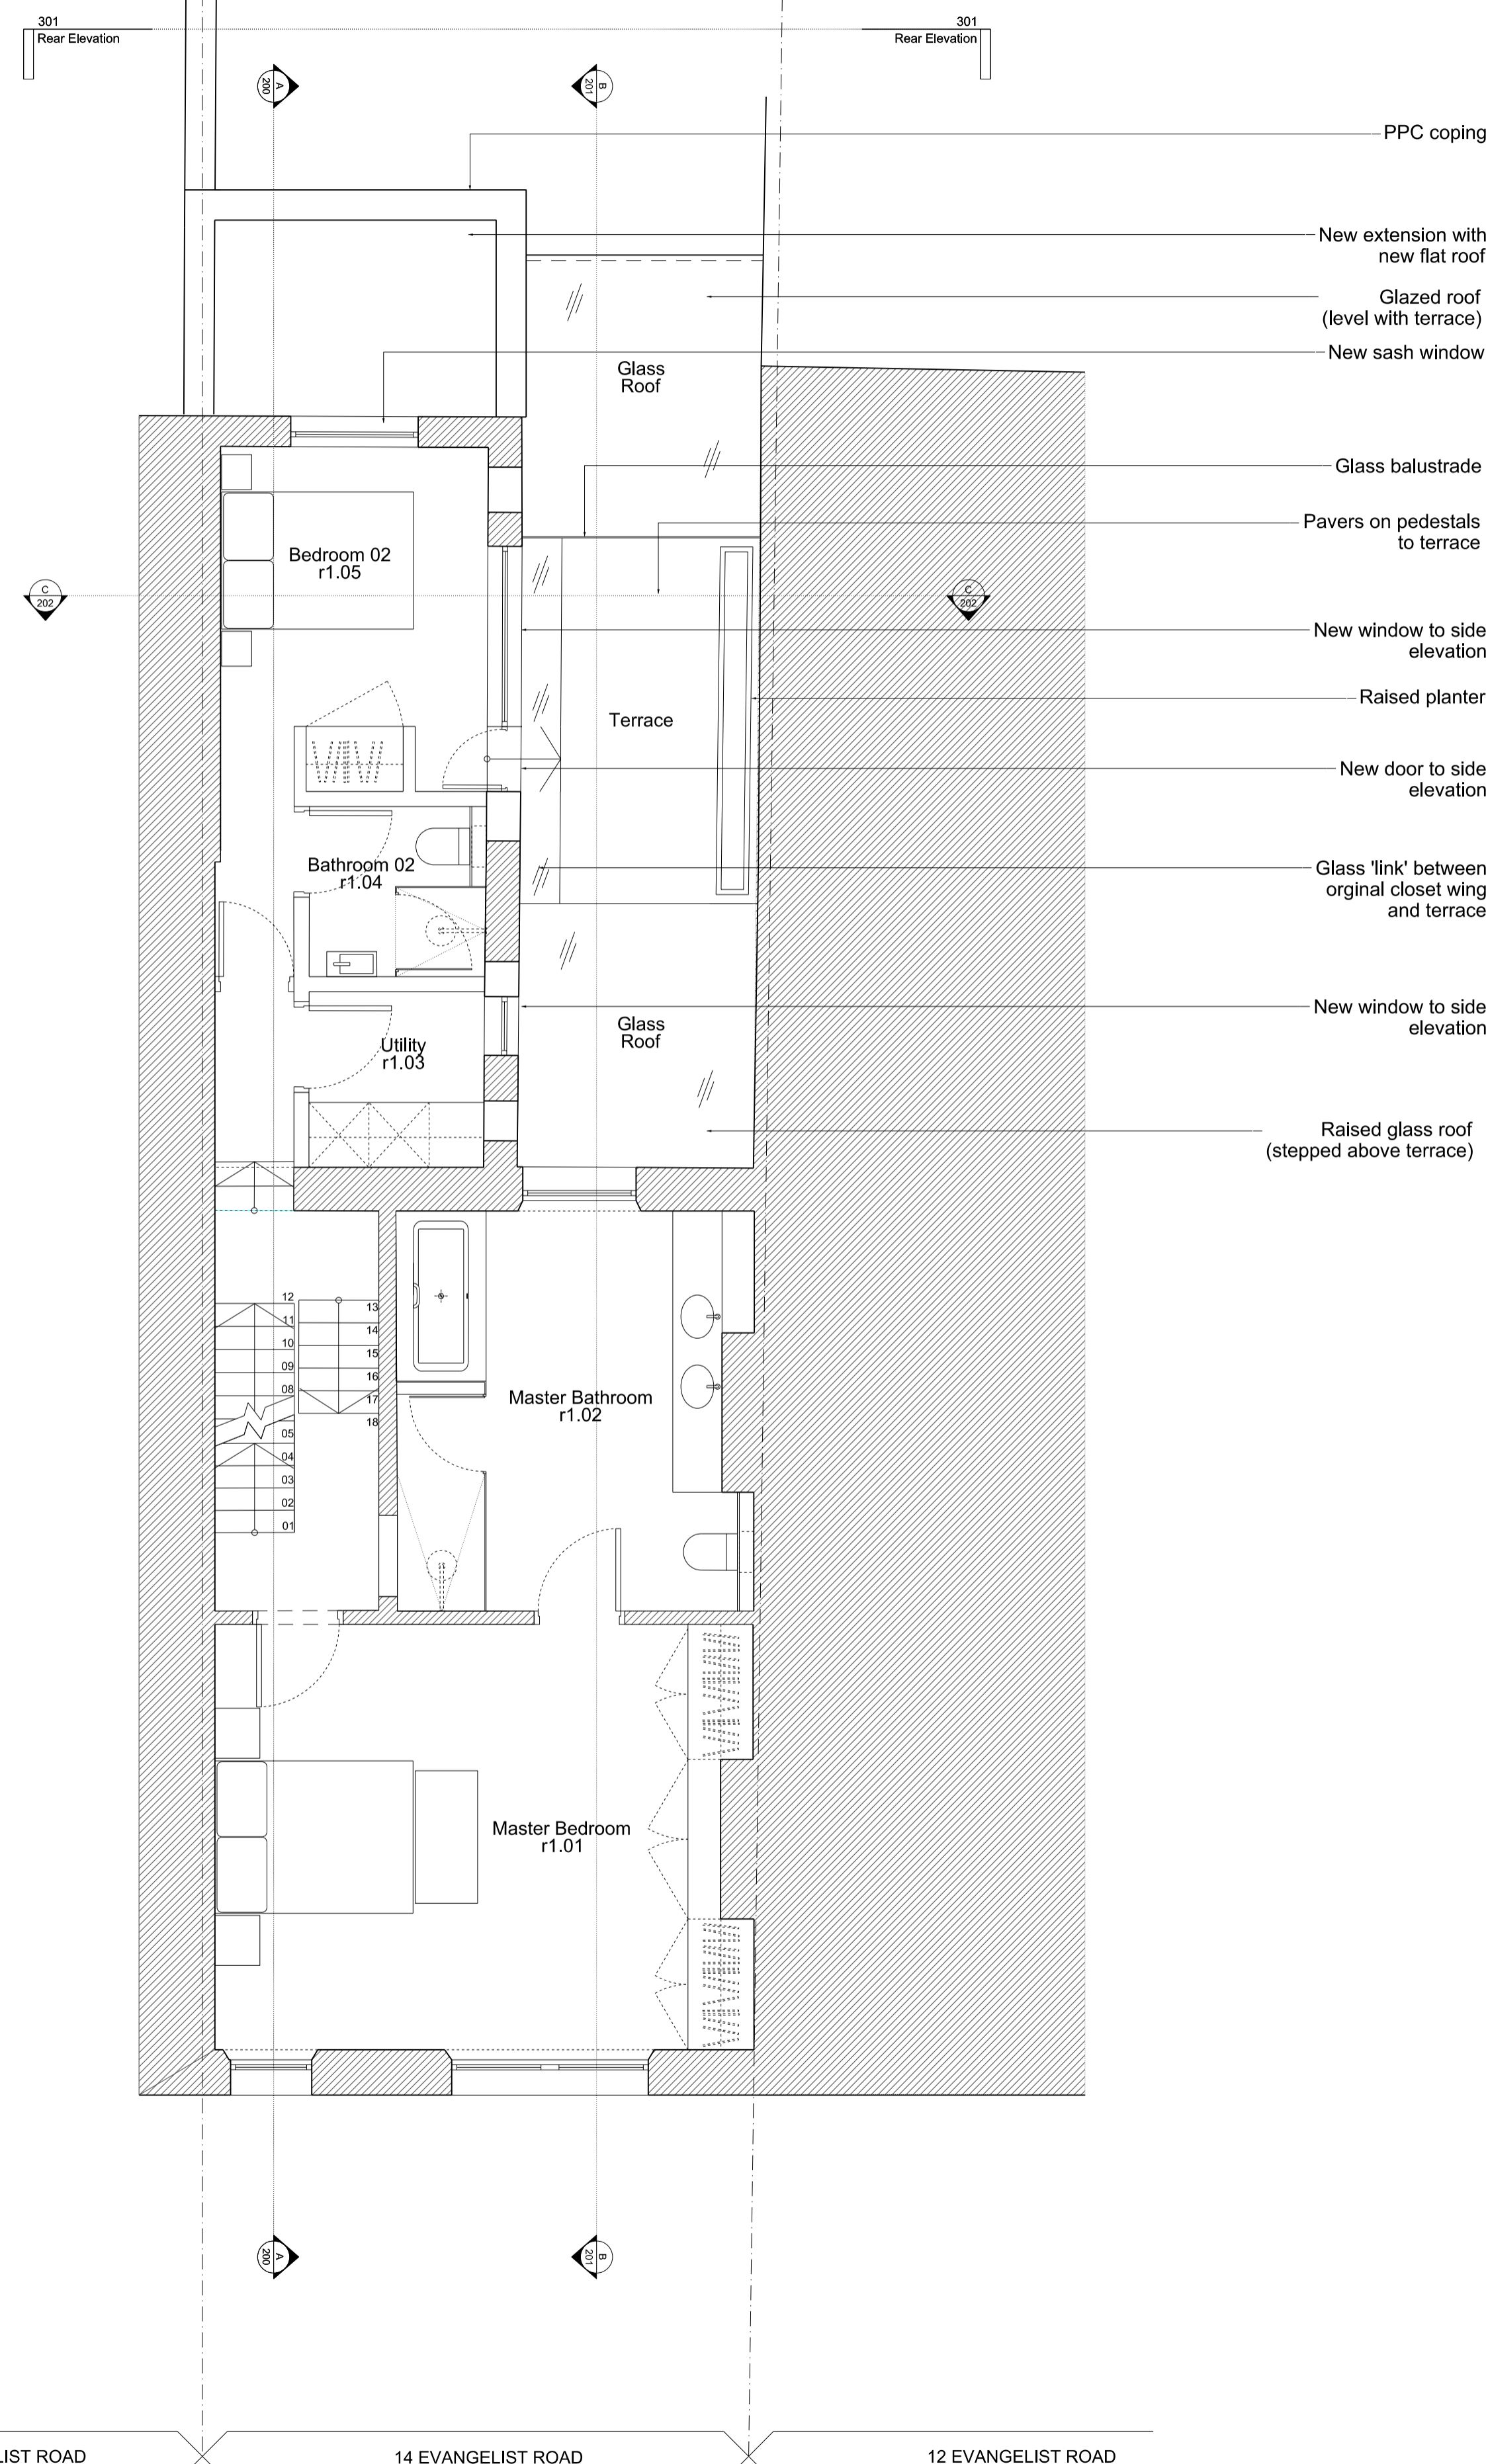 301
Rear Elevation
301
Rear Elevation
A
200
B
201
PPC coping
New extension with
new flat roof
Glazed roof
(level with terrace)
New sash window
Glass
Roof
Glass balustrade
Pavers on pedestals
to terrace
Bedroom 02
r1.05
C
202
C
202
New window to side
elevation
Raised planter
Terrace
New door to side
elevation
Bathroom 02
r1.04
Glass 'link' between
orginal closet wing
and terrace
New window to side
elevation
Glass
Roof
Utility
r1.03
Raised glass roof
(stepped above terrace)
12
11
10
09
08
05
04
03
02
01
13
14
15
16
17
18
Master Bathroom
r1.02
Master Bedroom
r1.01
A
200
B
201
LIST ROAD
14 EVANGELIST ROAD
12 EVANGELIST ROAD